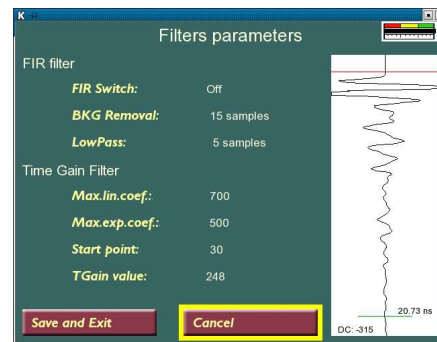 K
Filters parameters
FIR filter
FIR Switch: Off
BKG Removal: 15 samples
LowPass: 5 samples
Time Gain Filter
Max.lin.coef.: 700
Max.exp.coef.: 500
Start point: 30
TGain value: 248
20.73 ns
DC: -315
Save and Exit
Cancel